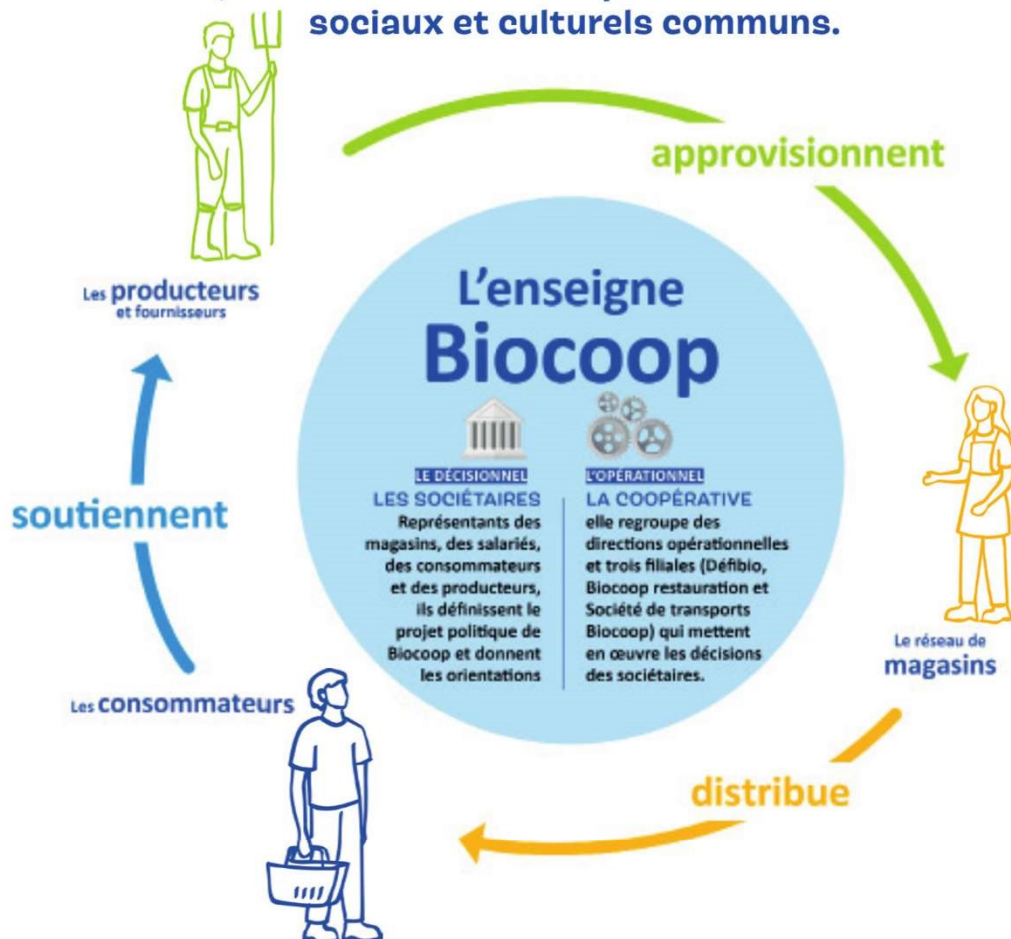 sociaux et culturels communs.
approvisionnent
Les producteurs
et fournisseurs
L'enseigne
Biocoop
LE DÉCISIONNEL
LES SOCIÉTAIRES
Représentants des
magasins, des salariés,
des consommateurs
et des producteurs,
ils définissent le
projet politique de
Biocoop et donnent
les orientations
L'OPÉRATIONNEL
LA COOPÉRATIVE
elle regroupe des
directions opérationnelles
et trois filiales (Défibio,
Biocoop restauration et
Société de transports
Biocoop) qui mettent
en œuvre les décisions
des sociétaires.
soutiennent
Le réseau de
magasins
Les consommateurs
distribue